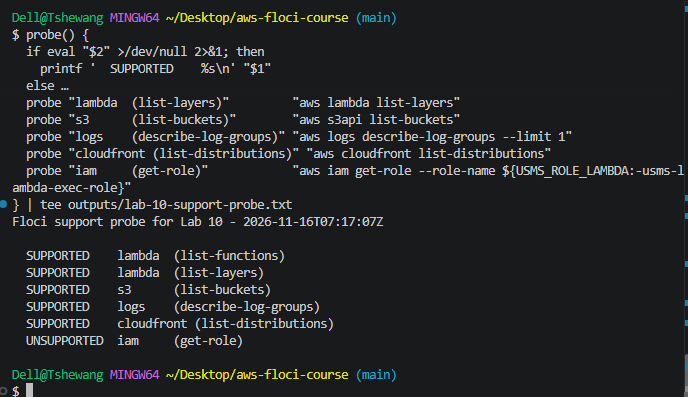 Dell@Tshewang MINGW64 ~/Desktop/aws-floci-course (main)
$ probe() {
  if eval "$2" >/dev/null 2>&1; then
    printf '  SUPPORTED    %s\n' "$1"
  else …
  probe "lambda  (list-layers)"        "aws lambda list-layers"
  probe "s3      (list-buckets)"       "aws s3api list-buckets"
  probe "logs    (describe-log-groups)" "aws logs describe-log-groups --limit 1"
  probe "cloudfront (list-distributions)" "aws cloudfront list-distributions"
  probe "iam     (get-role)"           "aws iam get-role --role-name ${USMS_ROLE_LAMBDA:-usms-l
ambda-exec-role}"
} | tee outputs/lab-10-support-probe.txt
Floci support probe for Lab 10 - 2026-11-16T07:17:07Z

  SUPPORTED    lambda  (list-functions)
  SUPPORTED    lambda  (list-layers)
  SUPPORTED    s3      (list-buckets)
  SUPPORTED    logs    (describe-log-groups)
  SUPPORTED    cloudfront (list-distributions)
  UNSUPPORTED  iam     (get-role)

Dell@Tshewang MINGW64 ~/Desktop/aws-floci-course (main)
$